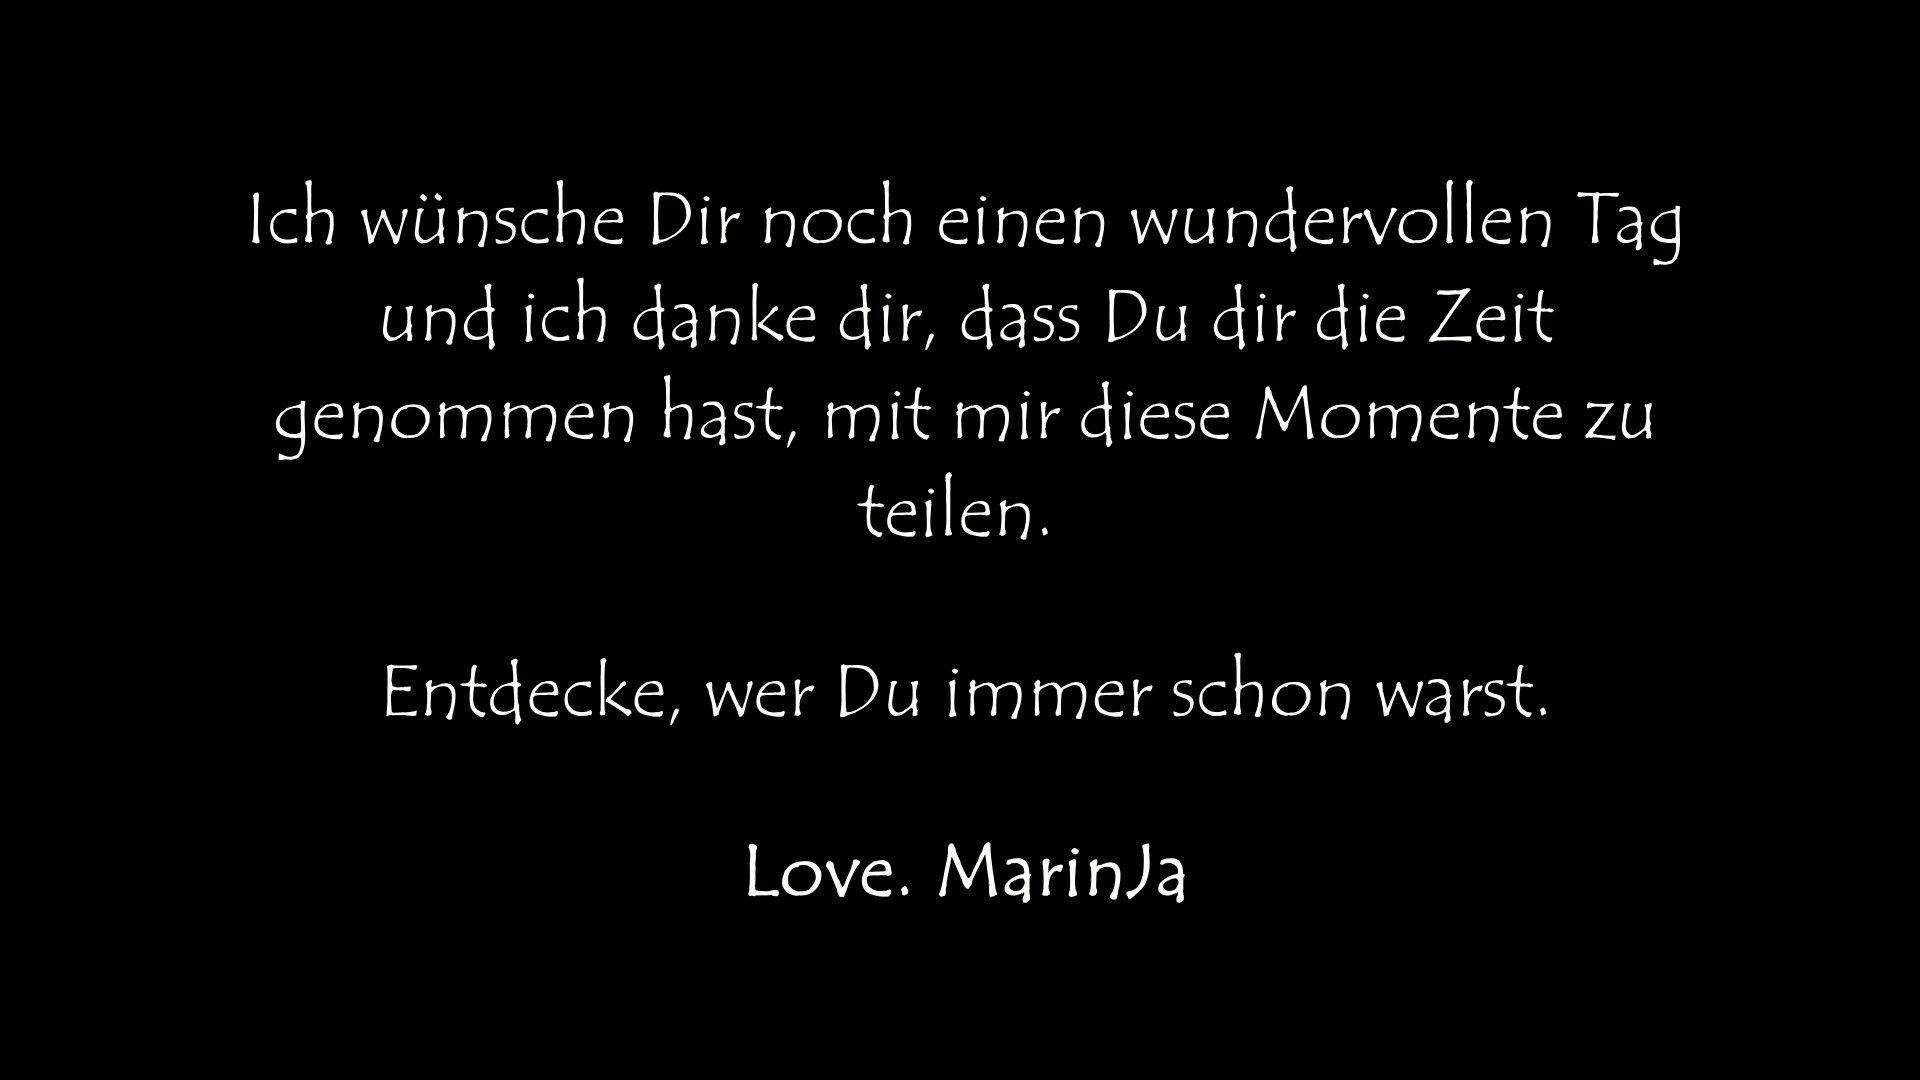 Ich wünsche Dir noch einen wundervollen Tag
und ich danke dir, dass Du dir die Zeit
genommen hast, mit mir diese Momente zu
teilen.
Entdecke, wer Du immer schon warst.
Love. MarinJa